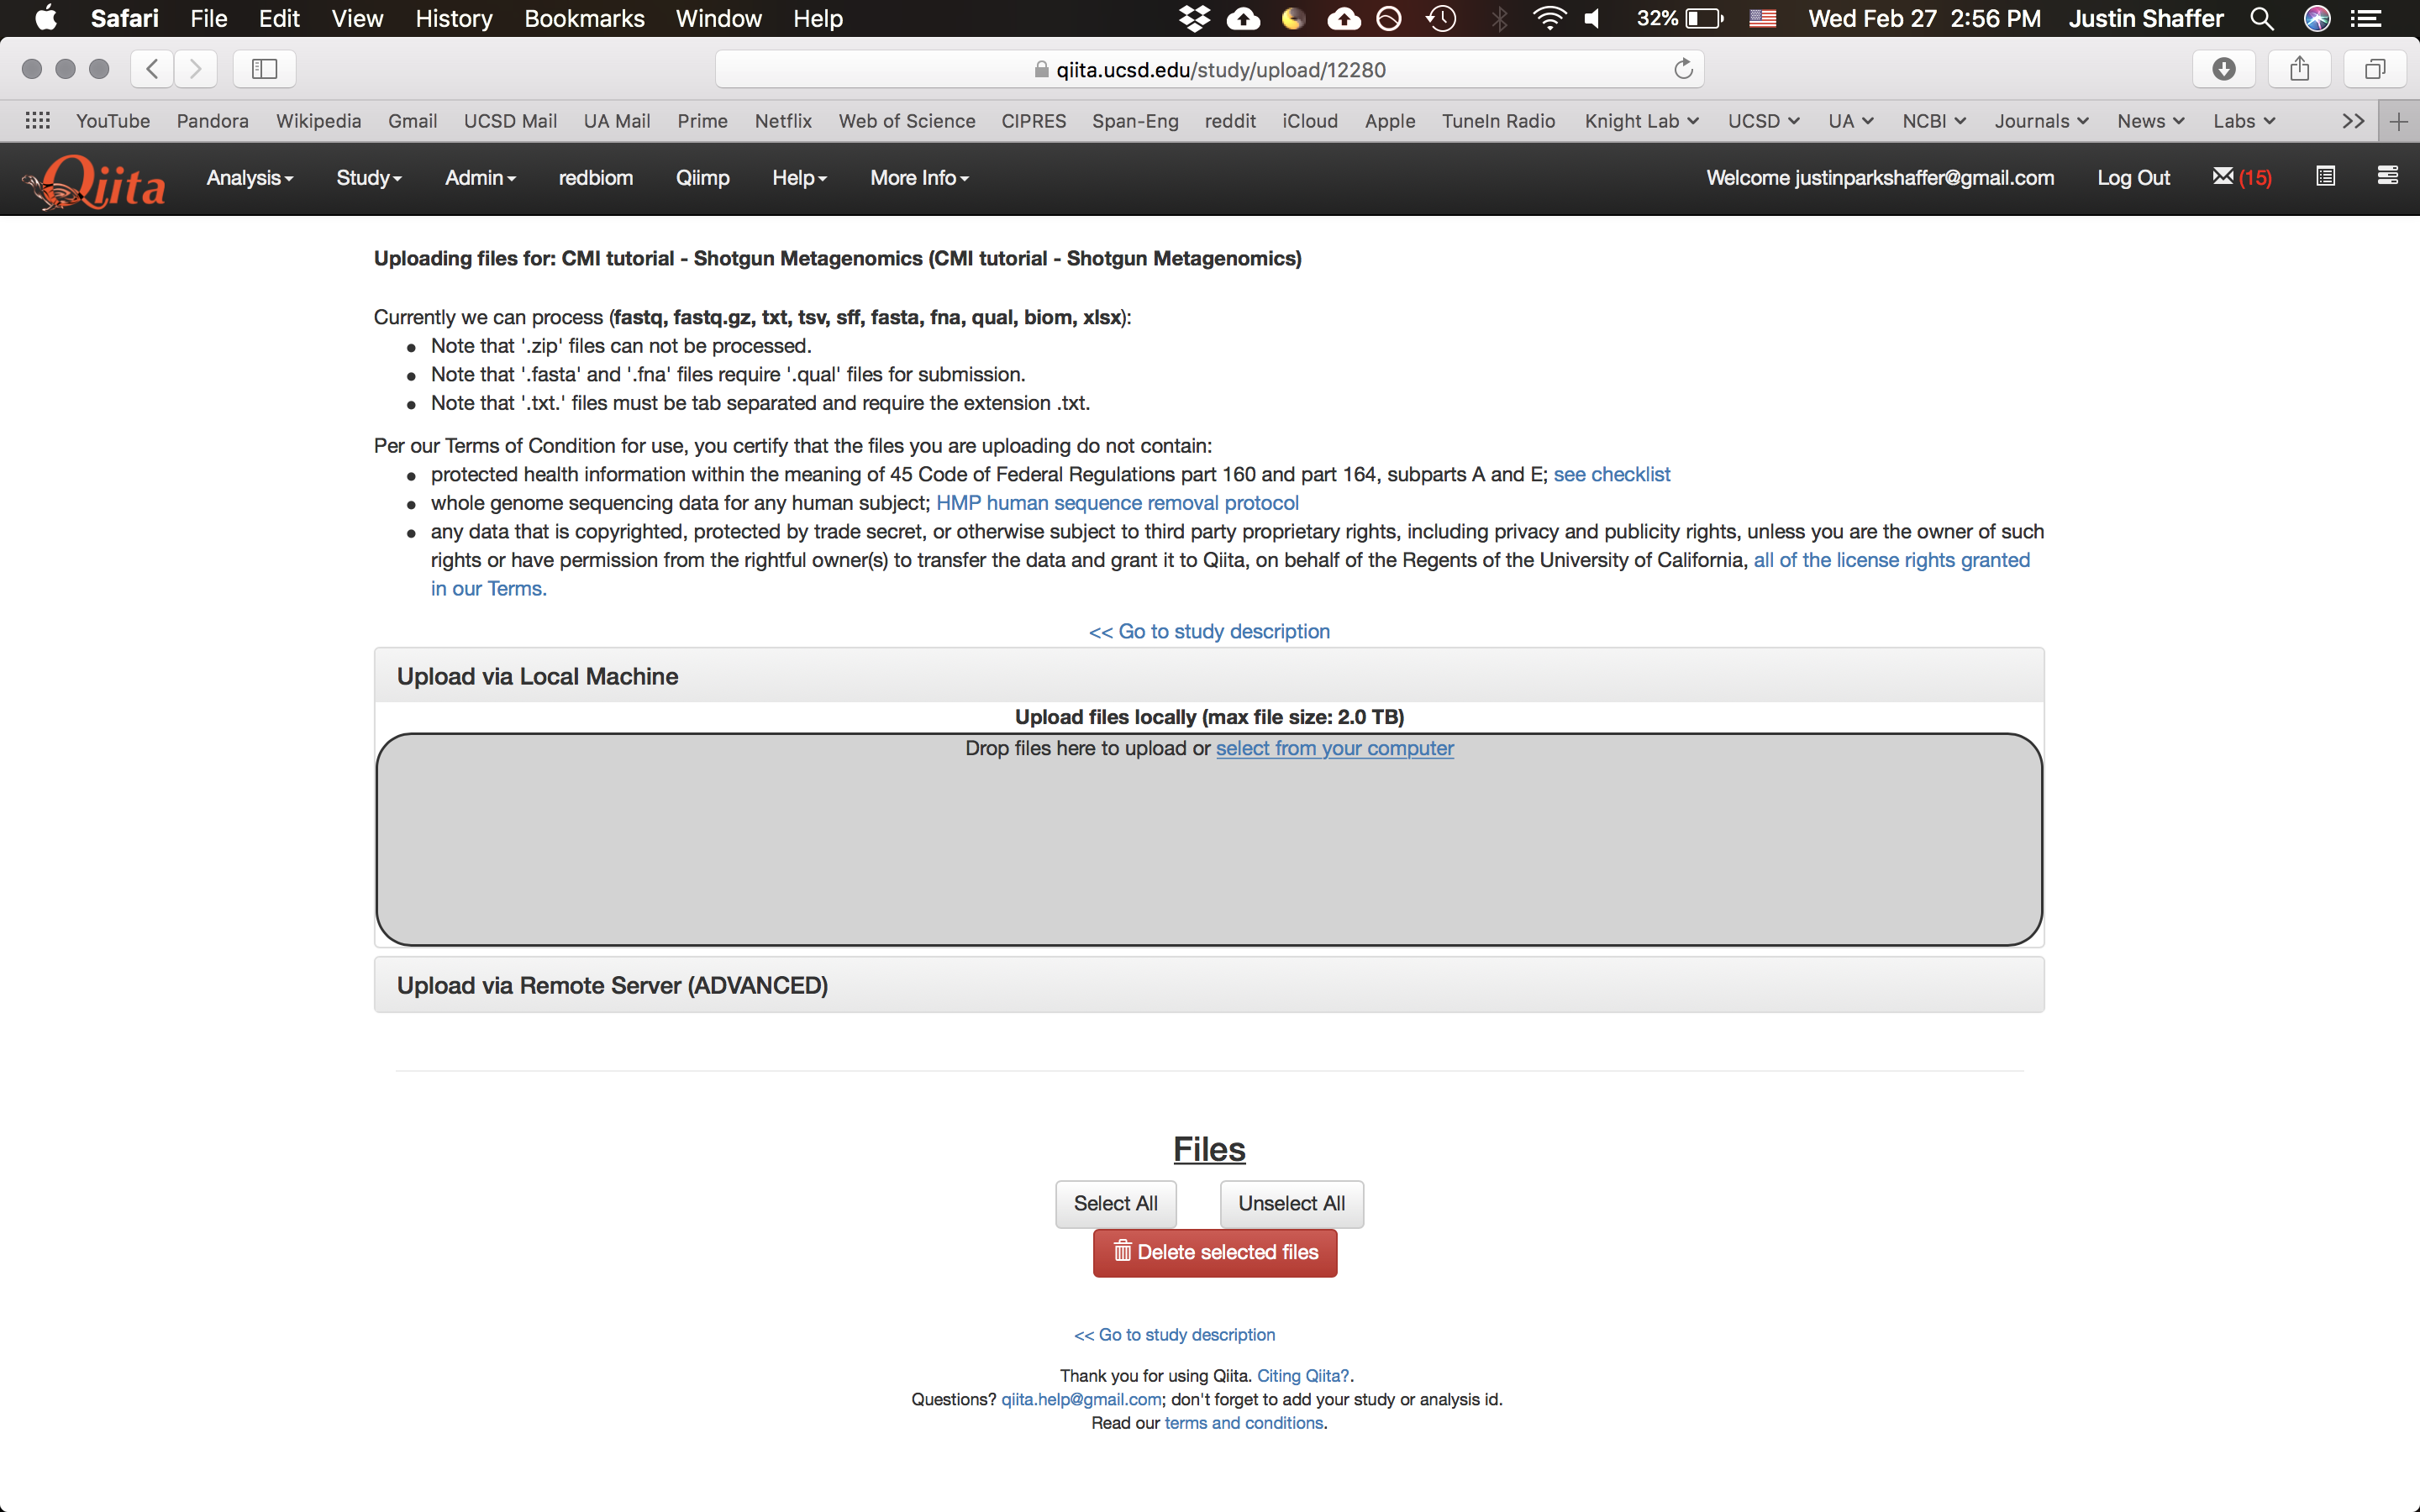 Safari File Edit View History Bookmarks Window Help 32% Wed Feb 27 2:56 PM Justin Shaffer
qiita.ucsd.edu/study/upload/12280
YouTube Pandora Wikipedia Gmail UCSD Mail UA Mail Prime Netflix Web of Science CIPRES Span-Eng reddit iCloud Apple TuneIn Radio Knight Lab UCSD UA NCBI Journals News Labs >> +
Qiita Analysis Study Admin redbiom Qiimp Help More Info Welcome justinparkshaffer@gmail.com Log Out (15)
Uploading files for: CMI tutorial - Shotgun Metagenomics (CMI tutorial - Shotgun Metagenomics)
Currently we can process (fastq, fastq.gz, txt, tsv, sff, fasta, fna, qual, biom, xlsx):
• Note that '.zip' files can not be processed.
• Note that '.fasta' and '.fna' files require '.qual' files for submission.
• Note that '.txt.' files must be tab separated and require the extension .txt.
Per our Terms of Condition for use, you certify that the files you are uploading do not contain:
• protected health information within the meaning of 45 Code of Federal Regulations part 160 and part 164, subparts A and E; see checklist
• whole genome sequencing data for any human subject; HMP human sequence removal protocol
• any data that is copyrighted, protected by trade secret, or otherwise subject to third party proprietary rights, including privacy and publicity rights, unless you are the owner of such
rights or have permission from the rightful owner(s) to transfer the data and grant it to Qiita, on behalf of the Regents of the University of California, all of the license rights granted
in our Terms.
<< Go to study description
Upload via Local Machine
Upload files locally (max file size: 2.0 TB)
Drop files here to upload or select from your computer
Upload via Remote Server (ADVANCED)
Files
Select All Unselect All
Delete selected files
<< Go to study description
Thank you for using Qiita. Citing Qiita?.
Questions? qiita.help@gmail.com; don't forget to add your study or analysis id.
Read our terms and conditions.